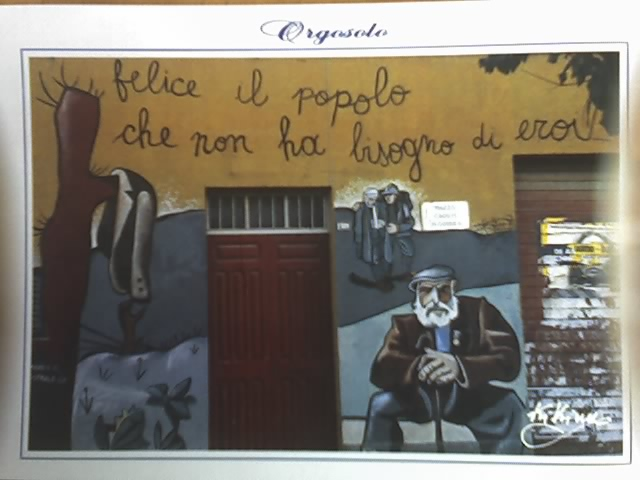 Orgosolo
felice il popolo
che non ha bisogno di eroi